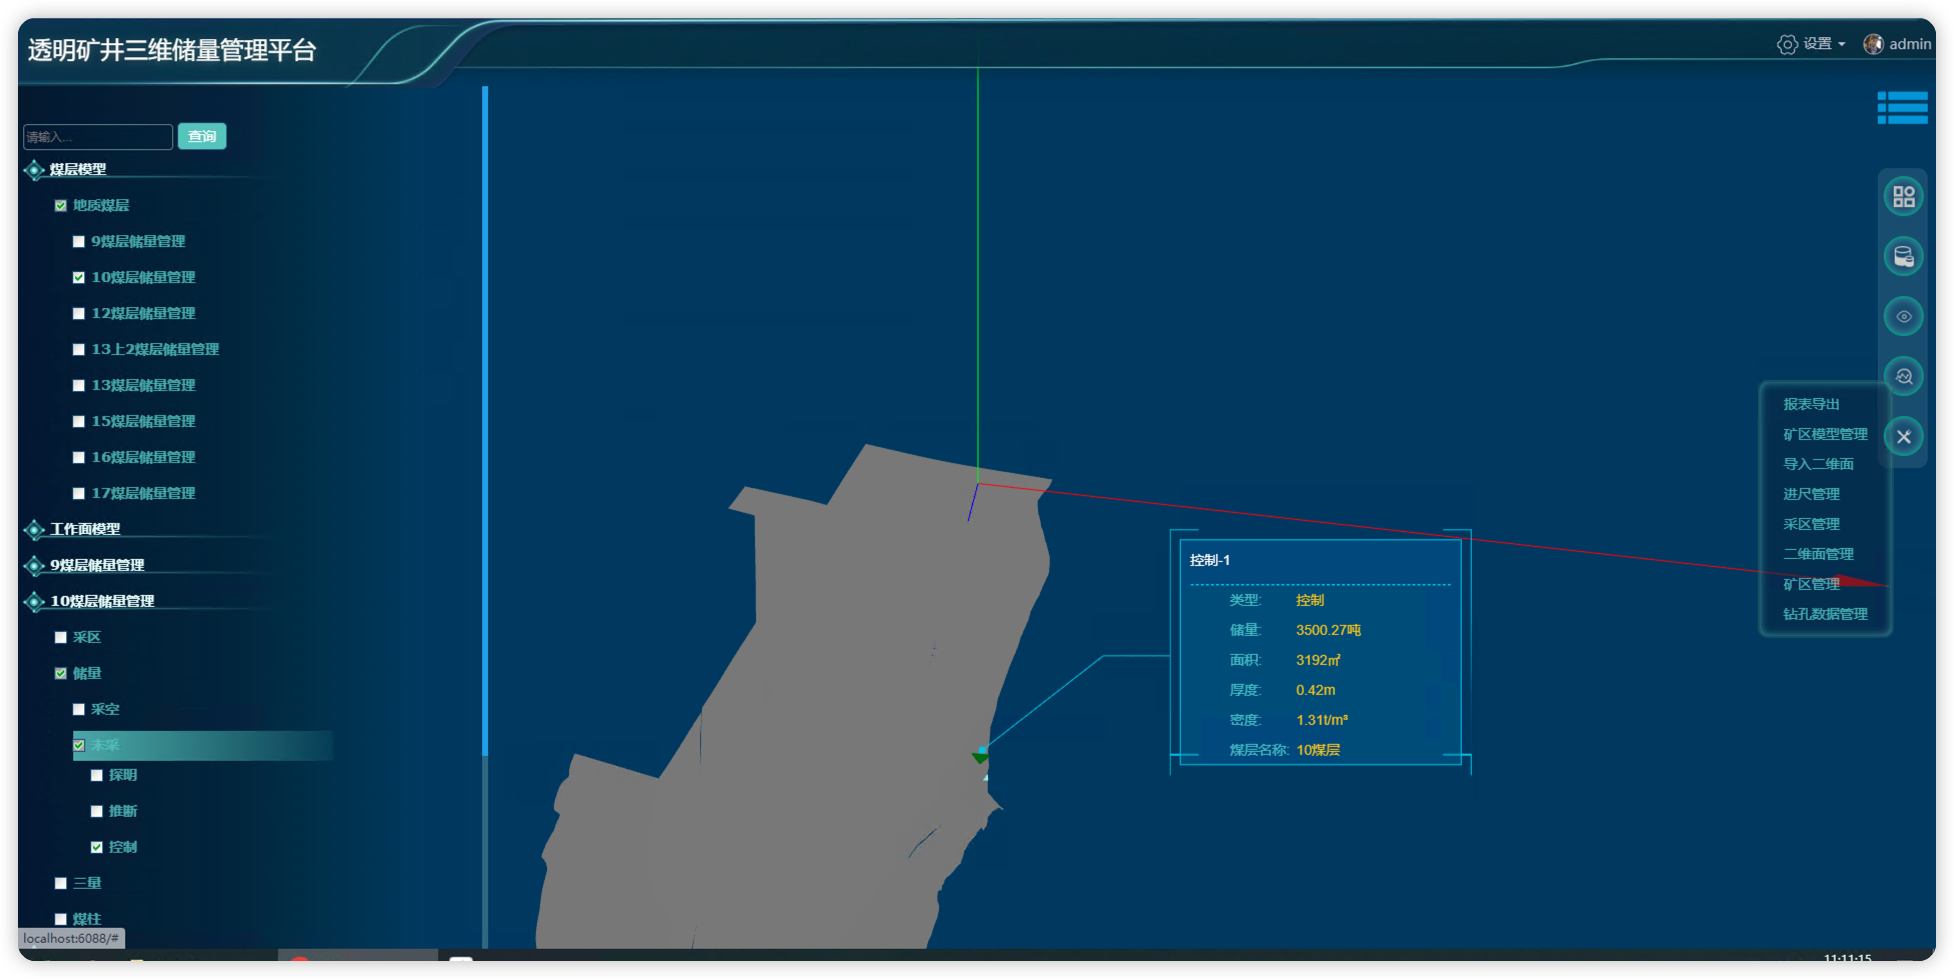 透明矿井三维储量管理平台
设置
admin
请输入...
查询
煤层模型
地质煤层
9煤层储量管理
10煤层储量管理
12煤层储量管理
13上2煤层储量管理
13煤层储量管理
15煤层储量管理
16煤层储量管理
17煤层储量管理
工作面模型
9煤层储量管理
10煤层储量管理
采区
储量
采空
未采
探明
推断
控制
三量
煤柱
localhost:6088/#
控制-1
类型: 控制
储量: 3500.27吨
面积: 3192㎡
厚度: 0.42m
密度: 1.31t/m³
煤层名称: 10煤层
报表导出
矿区模型管理
导入二维面
进尺管理
采区管理
二维面管理
矿区管理
钻孔数据管理
11:11:15